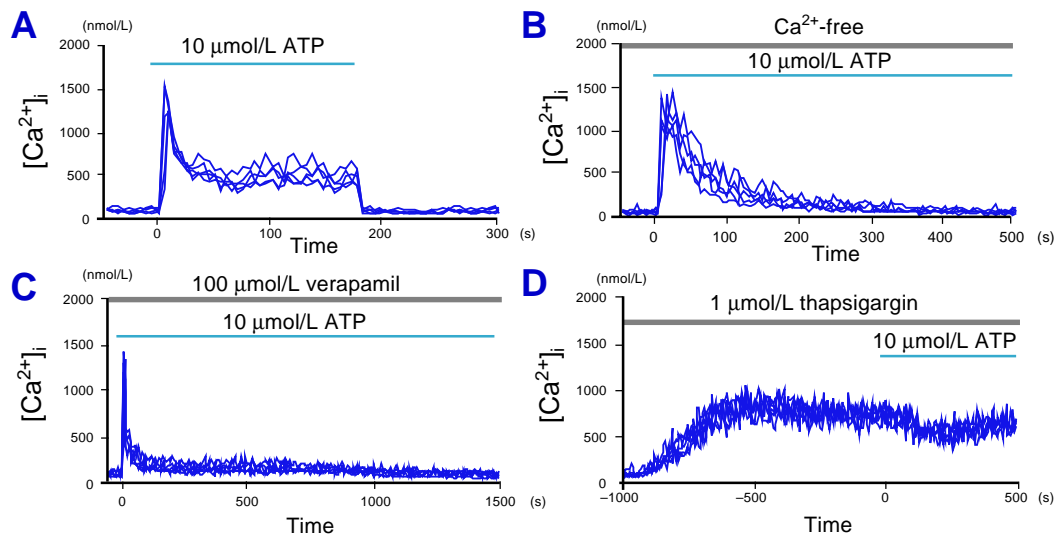 A
(nmol/L)
10 μmol/L ATP
2000
1500
1000
500
0
[Ca²⁺]ᵢ
0
100
200
300
(s)
Time
B
(nmol/L)
Ca²⁺-free
10 μmol/L ATP
2000
1500
1000
500
0
[Ca²⁺]ᵢ
0
100
200
300
400
500
(s)
Time
C
(nmol/L)
100 μmol/L verapamil
10 μmol/L ATP
2000
1500
1000
500
0
[Ca²⁺]ᵢ
0
500
1000
1500
(s)
Time
D
(nmol/L)
1 μmol/L thapsigargin
10 μmol/L ATP
2000
1500
1000
500
0
[Ca²⁺]ᵢ
−1000
−500
0
500
(s)
Time